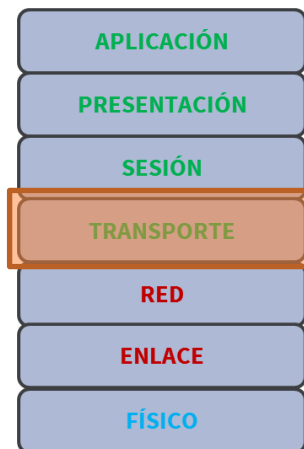 APLICACIÓN
PRESENTACIÓN
SESIÓN
TRANSPORTE
RED
ENLACE
FÍSICO